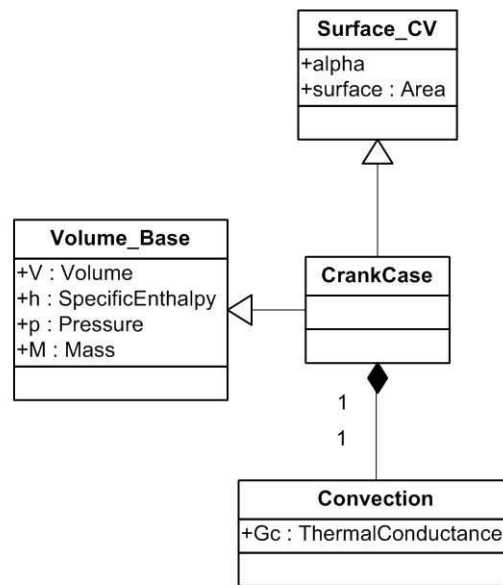 Surface_CV
+alpha
+surface : Area
Volume_Base
+V : Volume
+h : SpecificEnthalpy
+p : Pressure
+M : Mass
CrankCase
1
1
Convection
+Gc : ThermalConductance